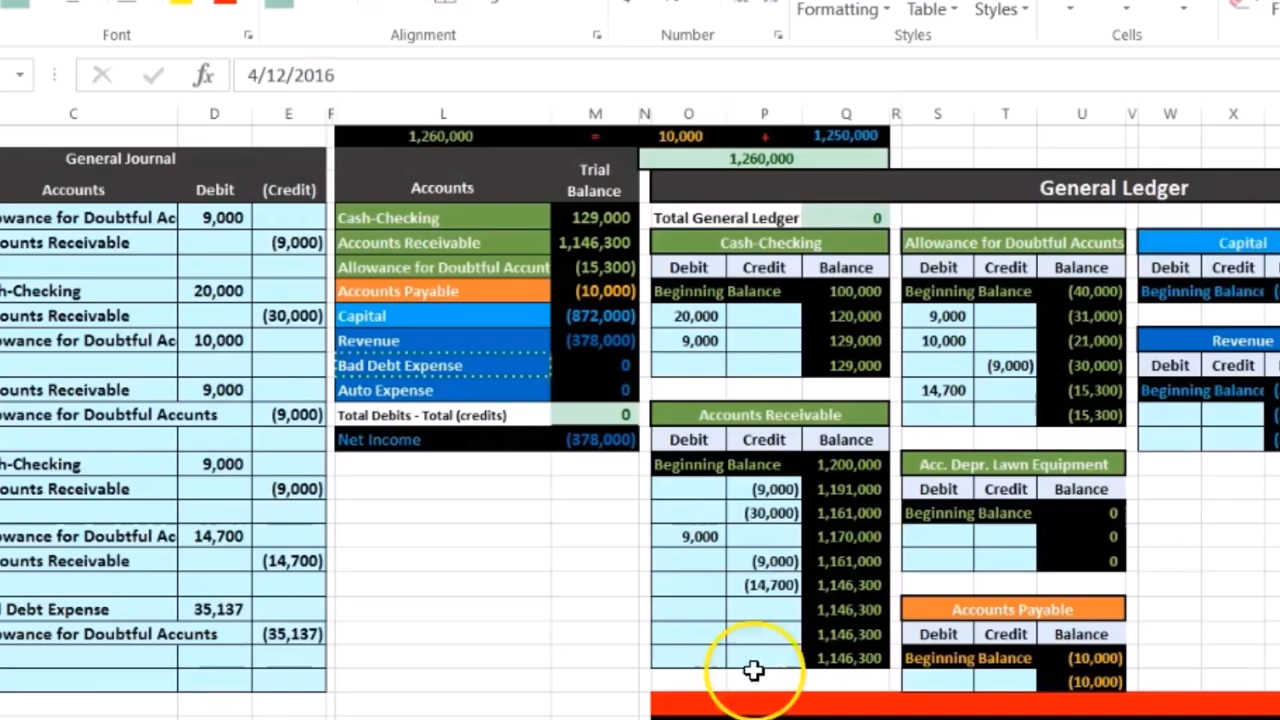 Formatting Table Styles
Font Alignment Number Styles Cells
fx 4/12/2016
C D E F L M N O P Q R S T U V W X
1,260,000 = 10,000 + 1,250,000
General Journal 1,260,000
Accounts Debit (Credit) Accounts Trial Balance General Ledger
owance for Doubtful Ac 9,000 Cash-Checking 129,000 Total General Ledger 0
ounts Receivable (9,000) Accounts Receivable 1,146,300 Cash-Checking Allowance for Doubtful Accunts Capital
Allowance for Doubtful Accunt (15,300) Debit Credit Balance Debit Credit Balance Debit Credit
h-Checking 20,000 Accounts Payable (10,000) Beginning Balance 100,000 Beginning Balance (40,000) Beginning Balance
ounts Receivable (30,000) Capital (872,000) 20,000 120,000 9,000 (31,000)
owance for Doubtful Ac 10,000 Revenue (378,000) 9,000 129,000 10,000 (21,000) Revenue
Bad Debt Expense 0 129,000 (9,000) (30,000) Debit Credit
ounts Receivable 9,000 Auto Expense 0 14,700 (15,300) Beginning Balance
owance for Doubtful Accunts (9,000) Total Debits - Total (credits) 0 Accounts Receivable (15,300)
Net Income (378,000) Debit Credit Balance
h-Checking 9,000 Beginning Balance 1,200,000 Acc. Depr. Lawn Equipment
ounts Receivable (9,000) (9,000) 1,191,000 Debit Credit Balance
(30,000) 1,161,000 Beginning Balance 0
owance for Doubtful Ac 14,700 9,000 1,170,000 0
ounts Receivable (14,700) (9,000) 1,161,000 0
(14,700) 1,146,300
d Debt Expense 35,137 1,146,300 Accounts Payable
owance for Doubtful Accunts (35,137) 1,146,300 Debit Credit Balance
1,146,300 Beginning Balance (10,000)
(10,000)